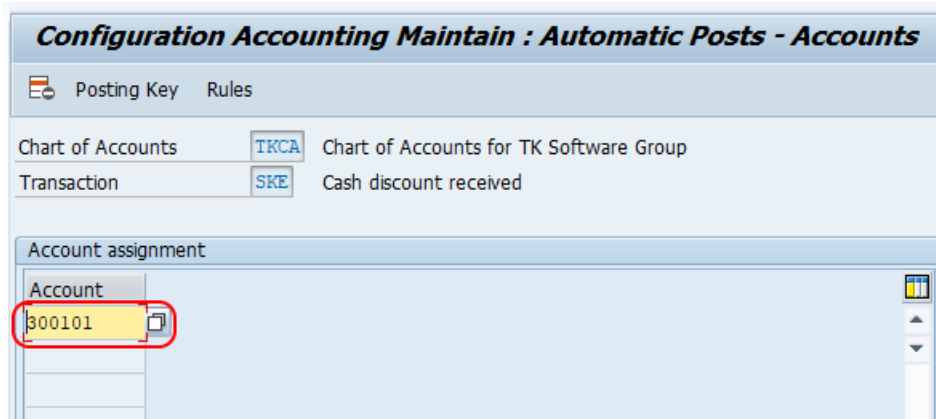 Configuration Accounting Maintain : Automatic Posts - Accounts
Posting Key Rules
Chart of Accounts TKCA Chart of Accounts for TK Software Group
Transaction SKE Cash discount received
Account assignment
Account
300101